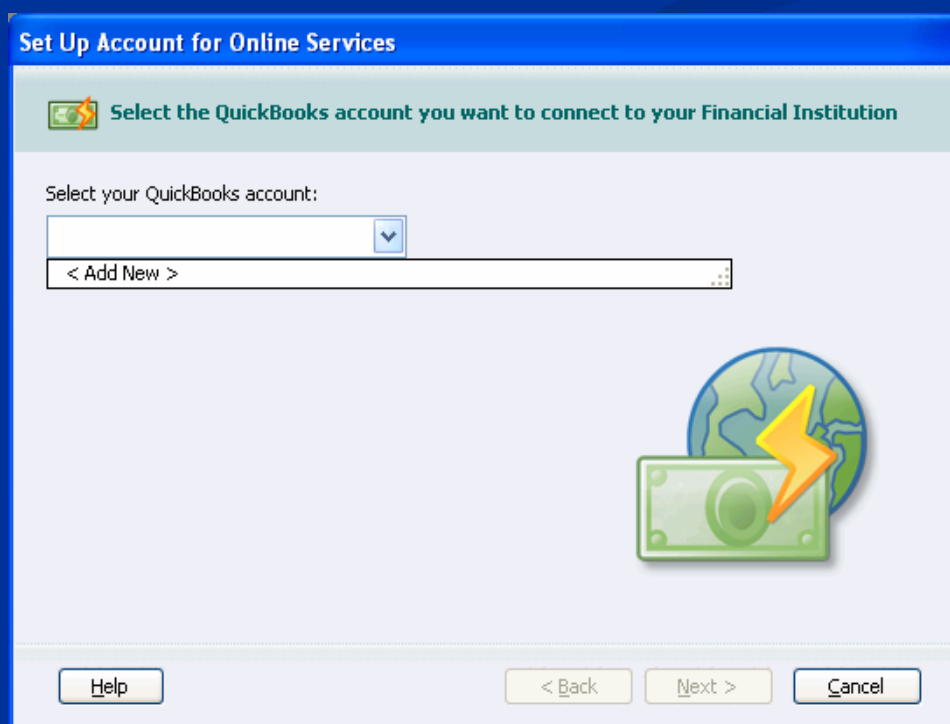 Set Up Account for Online Services
Select the QuickBooks account you want to connect to your Financial Institution
Select your QuickBooks account:
< Add New >
Help
< Back
Next >
Cancel